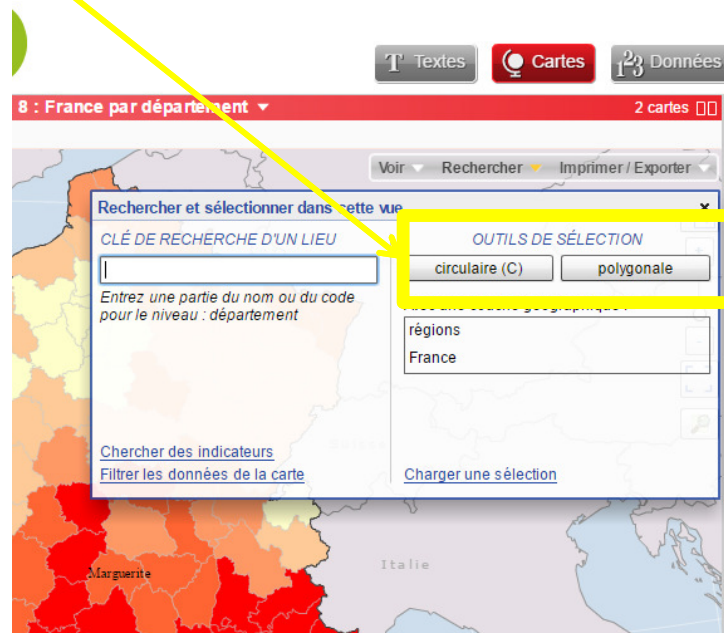 T Textes
Cartes
123 Données
8 : France par département
2 cartes
Voir
Rechercher
Imprimer / Exporter
Rechercher et sélectionner dans cette vue
x
CLÉ DE RECHERCHE D'UN LIEU
Entrez une partie du nom ou du code
pour le niveau : département
Chercher des indicateurs
Filtrer les données de la carte
OUTILS DE SÉLECTION
circulaire (C)
polygonale
géographique :
régions
France
Charger une sélection
Marguerite
Italie